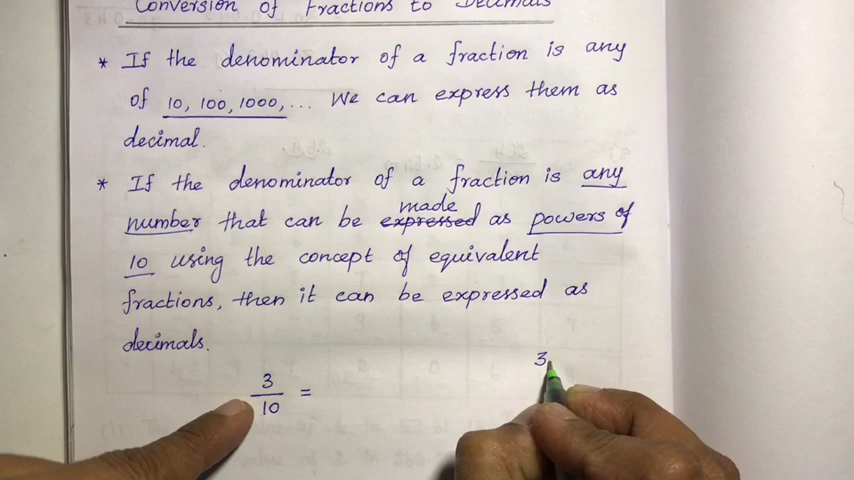 Conversion of Fractions to Decimals
* If the denominator of a fraction is any
of 10, 100, 1000, ... We can express them as
decimal.
* If the denominator of a fraction is any
made
number that can be expressed as powers of
10 using the concept of equivalent
fractions, then it can be expressed as
decimals.
3
3/10 =